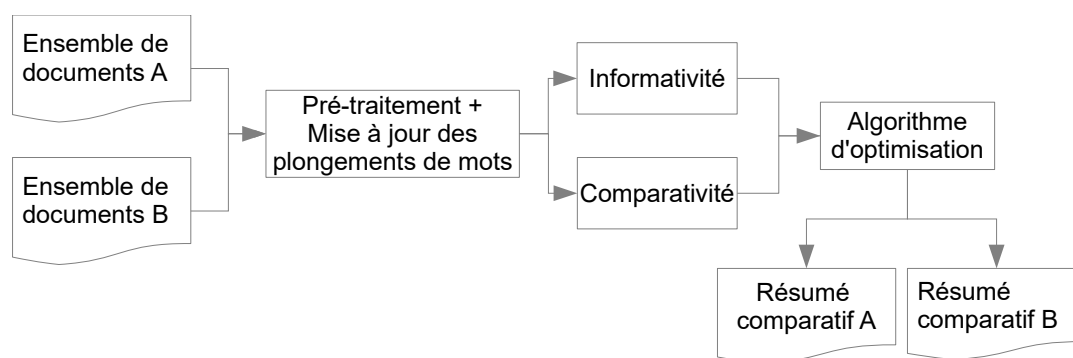 Ensemble de
documents A
Ensemble de
documents B
Pré-traitement +
Mise à jour des
plongements de mots
Informativité
Comparativité
Algorithme
d'optimisation
Résumé
comparatif A
Résumé
comparatif B